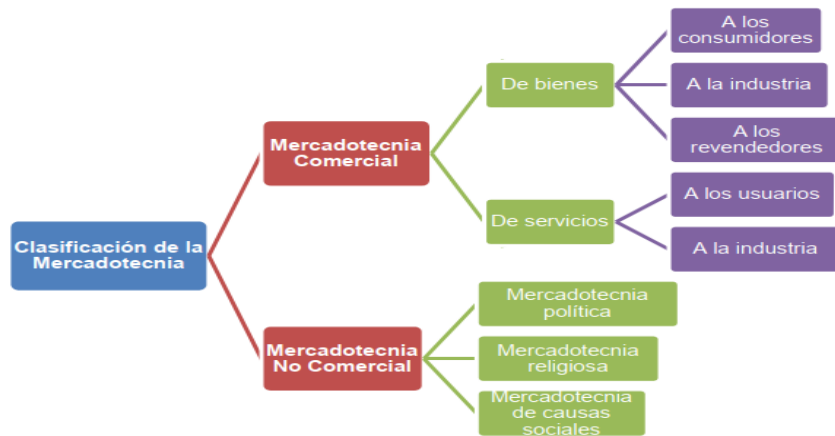 Clasificación de la
Mercadotecnia
Mercadotecnia
Comercial
De bienes
A los
consumidores
A la industria
A los
revendedores
De servicios
A los usuarios
A la industria
Mercadotecnia
No Comercial
Mercadotecnia
política
Mercadotecnia
religiosa
Mercadotecnia
de causas
sociales